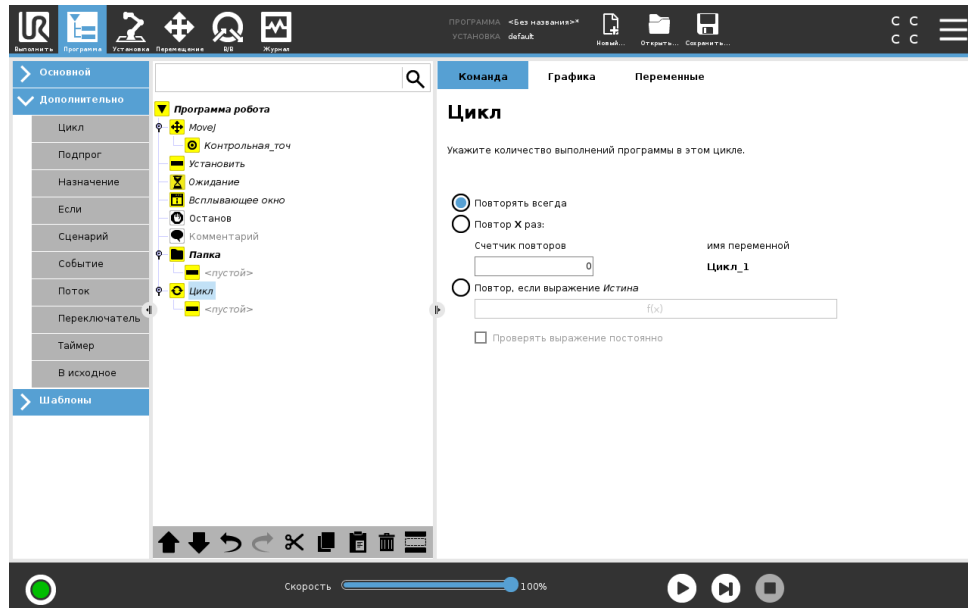 ПРОГРАММА <Без названия>*
УСТАНОВКА default
Выполнить Программа Установка Перемещение В/В Журнал
Новый... Открыть... Сохранить...
C C
C C
Основной
Дополнительно
Цикл
Подпрог
Назначение
Если
Сценарий
Событие
Поток
Переключатель
Таймер
В исходное
Шаблоны
Программа робота
MoveJ
Контрольная_точ
Установить
Ожидание
Всплывающее окно
Останов
Комментарий
Папка
<пустой>
Цикл
<пустой>
Команда Графика Переменные
Цикл
Укажите количество выполнений программы в этом цикле.
Повторять всегда
Повтор X раз:
Счетчик повторов имя переменной
0 Цикл_1
Повтор, если выражение Истина
f(x)
Проверять выражение постоянно
Скорость 100%